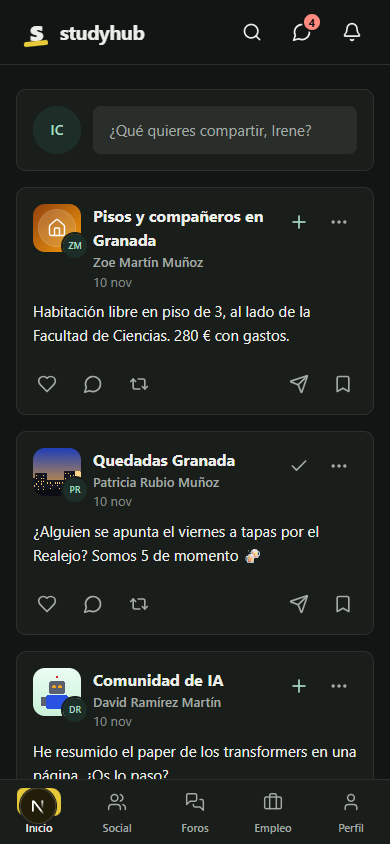 studyhub
4
IC
¿Qué quieres compartir, Irene?
ZM
Pisos y compañeros en
Granada
Zoe Martín Muñoz
10 nov
Habitación libre en piso de 3, al lado de la
Facultad de Ciencias. 280 € con gastos.
PR
Quedadas Granada
Patricia Rubio Muñoz
10 nov
¿Alguien se apunta el viernes a tapas por el
Realejo? Somos 5 de momento
DR
Comunidad de IA
David Ramírez Martín
10 nov
He resumido el paper de los transformers en una
página. ¿Os lo paso?
N
Inicio
Social
Foros
Empleo
Perfil